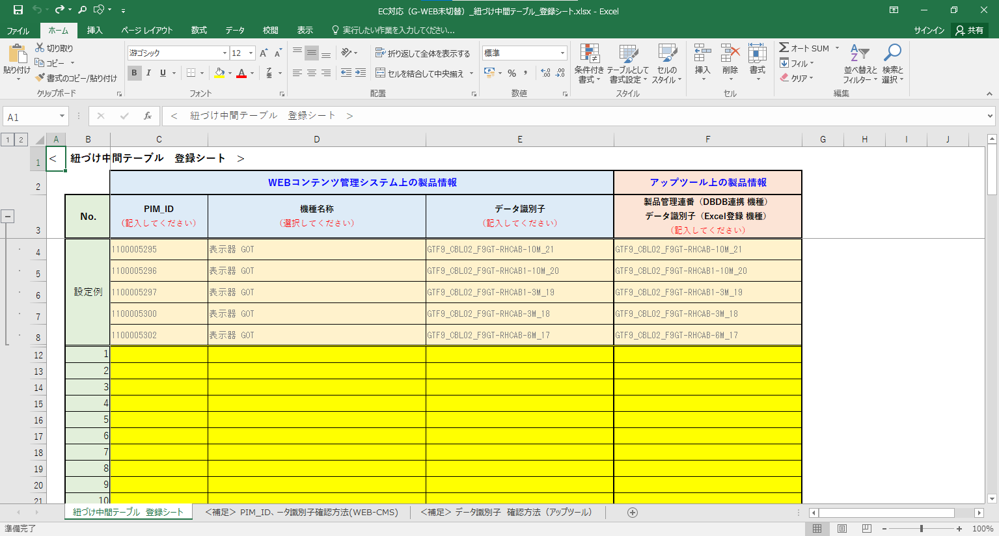 EC対応（G-WEB未切替）_紐づけ中間テーブル_登録シート.xlsx - Excel
ファイル ホーム 挿入 ページ レイアウト 数式 データ 校閲 表示 実行したい作業を入力してください... サインイン 共有
貼り付け
切り取り
コピー
書式のコピー/貼り付け
クリップボード
游ゴシック 12
B I U
フォント
折り返して全体を表示する
セルを結合して中央揃え
配置
標準
数値
条件付き書式 テーブルとして書式設定 セルのスタイル
スタイル
挿入 削除 書式
セル
オート SUM
フィル
クリア
並べ替えとフィルター 検索と選択
編集
A1 fx ＜　紐づけ中間テーブル　登録シート　＞
1 2 A B C D E F G H I J
1 ＜　紐づけ中間テーブル　登録シート　＞
2 WEBコンテンツ管理システム上の製品情報 アップツール上の製品情報
3 No. PIM_ID（記入してください） 機種名称（選択してください） データ識別子（記入してください） 製品管理連番（DBDB連携 機種）
データ識別子（Excel登録 機種）
（記入してください）
設定例
4 1100005295 表示器 GOT GTF9_CBL02_F9GT-RHCAB-10M_21 GTF9_CBL02_F9GT-RHCAB-10M_21
5 1100005296 表示器 GOT GTF9_CBL02_F9GT-RHCAB1-10M_20 GTF9_CBL02_F9GT-RHCAB1-10M_20
6 1100005297 表示器 GOT GTF9_CBL02_F9GT-RHCAB1-3M_19 GTF9_CBL02_F9GT-RHCAB1-3M_19
7 1100005300 表示器 GOT GTF9_CBL02_F9GT-RHCAB-3M_18 GTF9_CBL02_F9GT-RHCAB-3M_18
8 1100005302 表示器 GOT GTF9_CBL02_F9GT-RHCAB-6M_17 GTF9_CBL02_F9GT-RHCAB-6M_17
12 1
13 2
14 3
15 4
16 5
17 6
18 7
19 8
20 9
21 10
紐づけ中間テーブル　登録シート ＜補足＞ PIM_ID、ータ識別子確認方法(WEB-CMS) ＜補足＞ データ識別子　確認方法（アップツール）
準備完了 100%